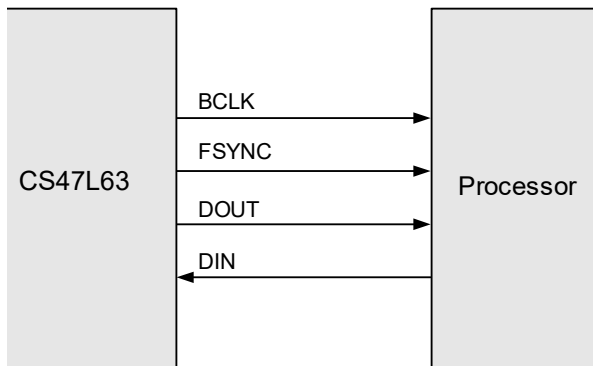 BCLK
FSYNC
CS47L63
Processor
DOUT
DIN